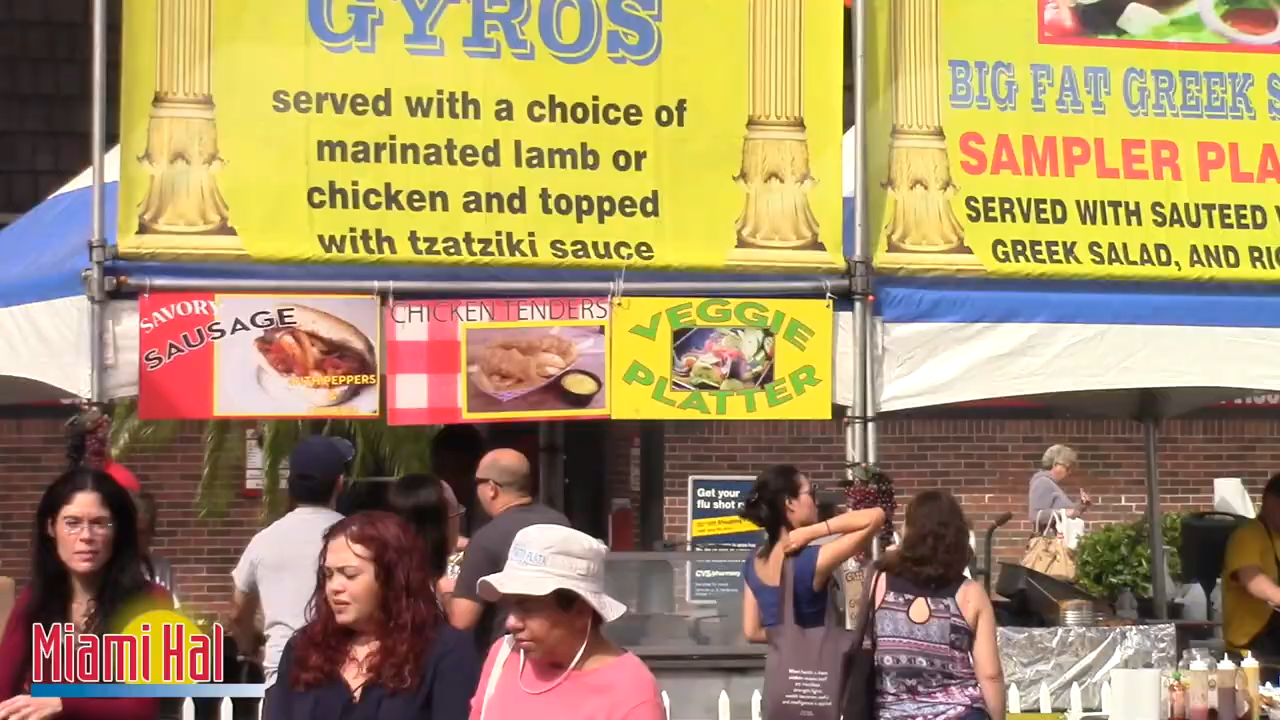 GYROS
served with a choice of
marinated lamb or
chicken and topped
with tzatziki sauce
BIG FAT GREEK S
SAMPLER PLA
SERVED WITH SAUTEED
GREEK SALAD, AND RIC
SAVORY
SAUSAGE
WITH PEPPERS
CHICKEN TENDERS
VEGGIE
PLATTER
Get your
flu shot
CVS pharmacy
Miami Hal